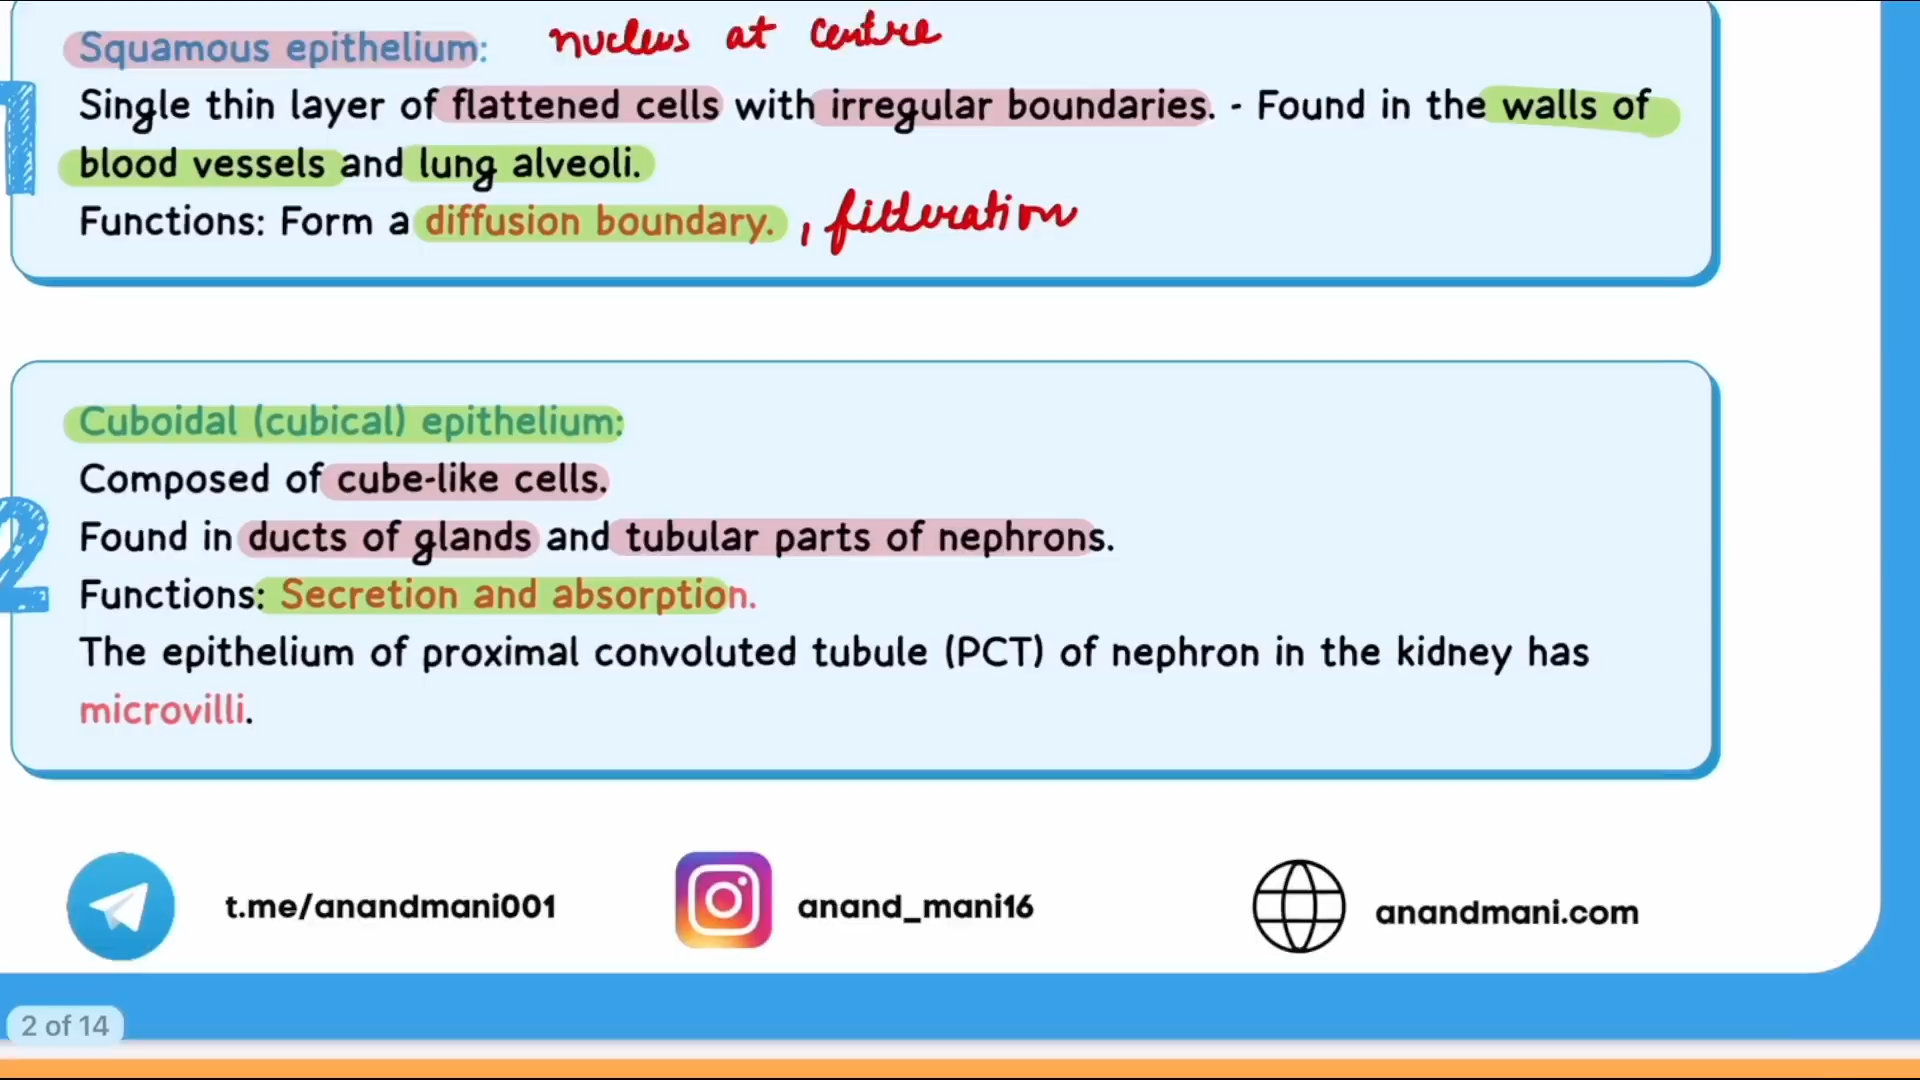 Squamous epithelium: nucleus at centre
Single thin layer of flattened cells with irregular boundaries. - Found in the walls of
blood vessels and lung alveoli.
Functions: Form a diffusion boundary. , filteration
1
Cuboidal (cubical) epithelium:
Composed of cube-like cells.
Found in ducts of glands and tubular parts of nephrons.
Functions: Secretion and absorption.
The epithelium of proximal convoluted tubule (PCT) of nephron in the kidney has
microvilli.
2
t.me/anandmani001 anand_mani16 anandmani.com
2 of 14